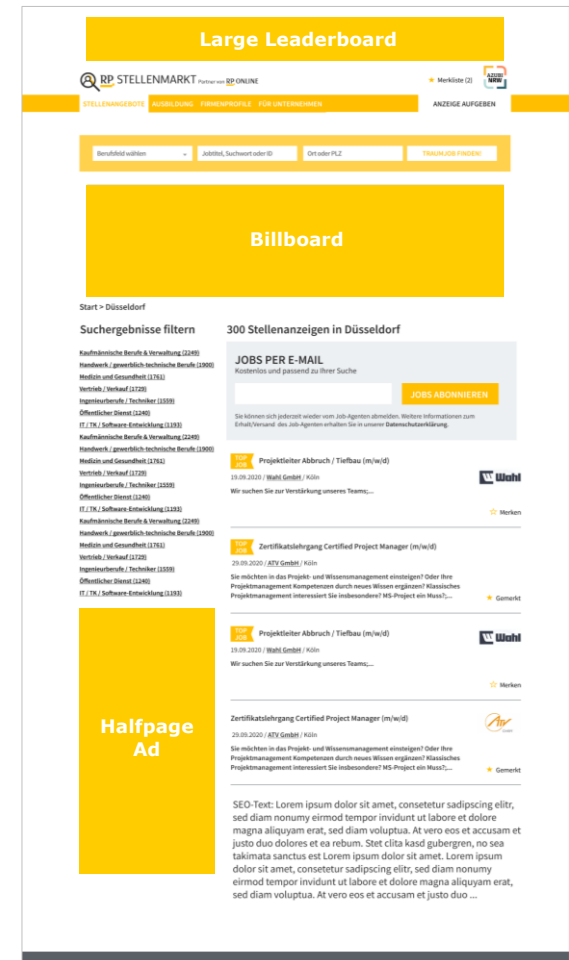 Large Leaderboard
RP STELLENMARKT Partner von RP ONLINE
Merkliste (2)
AZUBI
NRW
STELLENANGEBOTE AUSBILDUNG FIRMENPROFILE FÜR UNTERNEHMEN
ANZEIGE AUFGEBEN
Berufsfeld wählen
Jobtitel, Suchwort oder ID
Ort oder PLZ
TRAUMJOB FINDEN
Billboard
Start > Düsseldorf
Suchergebnisse filtern
Kaufmännische Berufe & Verwaltung (2249)
Handwerk / gewerblich-technische Berufe (1900)
Medizin und Gesundheit (1761)
Vertrieb / Verkauf (1729)
Ingenieurberufe / Techniker (1559)
Öffentlicher Dienst (1240)
IT / TK / Software-Entwicklung (1193)
Kaufmännische Berufe & Verwaltung (2249)
Handwerk / gewerblich-technische Berufe (1900)
Medizin und Gesundheit (1761)
Vertrieb / Verkauf (1729)
Ingenieurberufe / Techniker (1559)
Öffentlicher Dienst (1240)
IT / TK / Software-Entwicklung (1193)
Kaufmännische Berufe & Verwaltung (2249)
Handwerk / gewerblich-technische Berufe (1900)
Medizin und Gesundheit (1761)
Vertrieb / Verkauf (1729)
Ingenieurberufe / Techniker (1559)
Öffentlicher Dienst (1240)
IT / TK / Software-Entwicklung (1193)
Halfpage
Ad
300 Stellenanzeigen in Düsseldorf
JOBS PER E-MAIL
Kostenlos und passend zu Ihrer Suche
JOBS ABONNIEREN
Sie können sich jederzeit wieder vom Job-Agenten abmelden. Weitere Informationen zum
Erhalt/Versand des Job-Agenten erhalten Sie in unserer Datenschutzerklärung.
TOP
JOB
Projektleiter Abbruch / Tiefbau (m/w/d)
19.09.2020 / Wahl GmbH / Köln
Wahl
Wir suchen Sie zur Verstärkung unseres Teams;...
Merken
TOP
JOB
Zertifikatslehrgang Certified Project Manager (m/w/d)
29.09.2020 / ATV GmbH / Köln
Sie möchten in das Projekt- und Wissensmanagement einsteigen? Oder Ihre
Projektmanagement Kompetenzen durch neues Wissen ergänzen? Klassisches
Projektmanagement interessiert Sie insbesondere? MS-Project ein Muss?;...
Gemerkt
TOP
JOB
Projektleiter Abbruch / Tiefbau (m/w/d)
Wahl
19.09.2020 / Wahl GmbH / Köln
Wir suchen Sie zur Verstärkung unseres Teams;...
Merken
Zertifikatslehrgang Certified Project Manager (m/w/d)
ATV
29.09.2020 / ATV GmbH / Köln
Sie möchten in das Projekt- und Wissensmanagement einsteigen? Oder Ihre
Projektmanagement Kompetenzen durch neues Wissen ergänzen? Klassisches
Projektmanagement interessiert Sie insbesondere? MS-Project ein Muss?;...
Gemerkt
SEO-Text: Lorem ipsum dolor sit amet, consetetur sadipscing elitr,
sed diam nonumy eirmod tempor invidunt ut labore et dolore
magna aliquyam erat, sed diam voluptua. At vero eos et accusam et
justo duo dolores et ea rebum. Stet clita kasd gubergren, no sea
takimata sanctus est Lorem ipsum dolor sit amet. Lorem ipsum
dolor sit amet, consetetur sadipscing elitr, sed diam nonumy
eirmod tempor invidunt ut labore et dolore magna aliquyam erat,
sed diam voluptua. At vero eos et accusam et justo duo ...